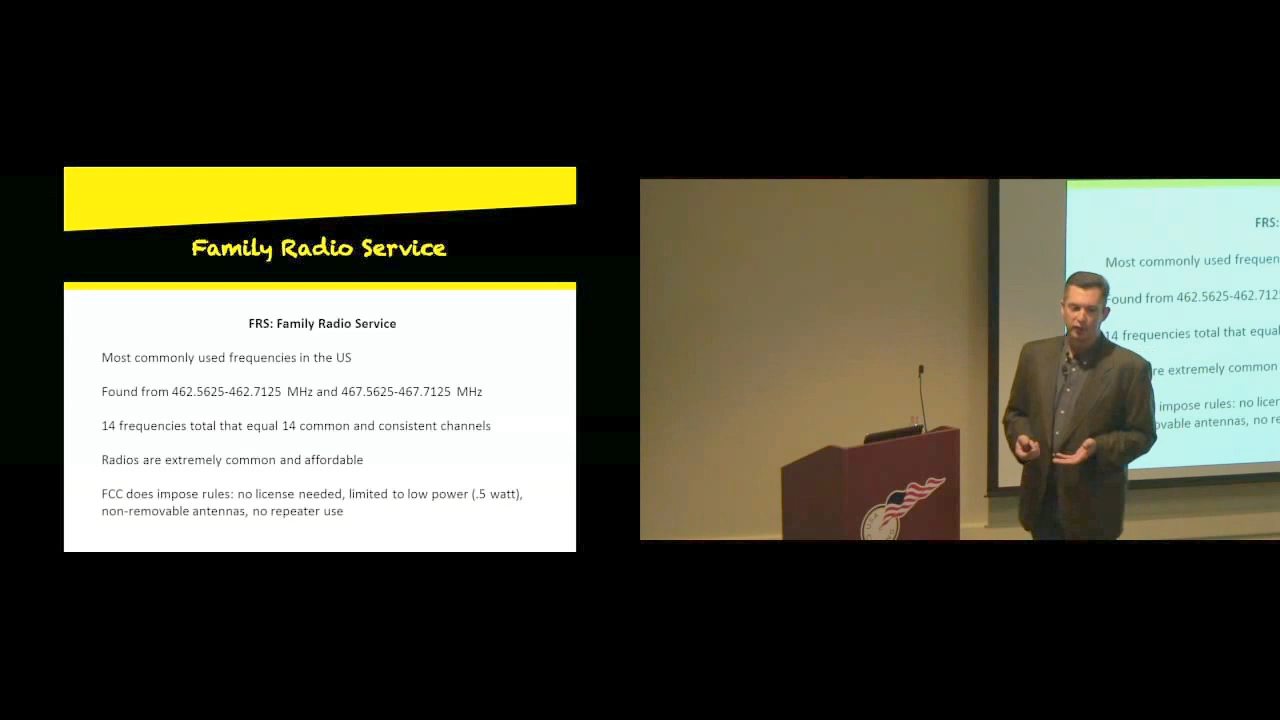 Family Radio Service
FRS: Family Radio Service
Most commonly used frequencies in the US
Found from 462.5625-462.7125 MHz and 467.5625-467.7125 MHz
14 frequencies total that equal 14 common and consistent channels
Radios are extremely common and affordable
FCC does impose rules: no license needed, limited to low power (.5 watt),
non-removable antennas, no repeater use
FRS:
Most commonly used frequen
Found from 462.5625-462.712
14 frequencies total that equal
re extremely common
impose rules: no licen
ovable antennas, no re
USA